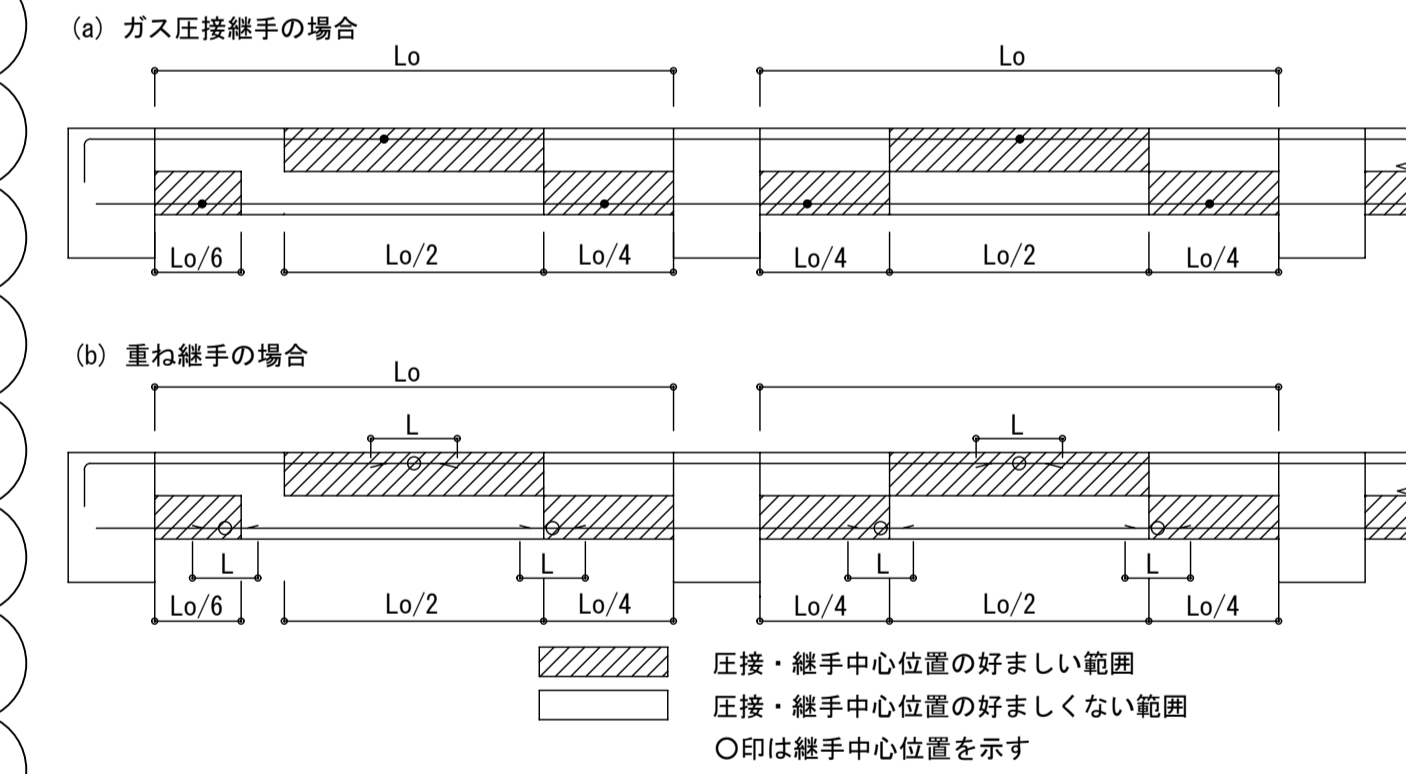 (a) ガス圧接継手の場合
Lo Lo
Lo/6 Lo/2 Lo/4 Lo/4 Lo/2 Lo/4
(b) 重ね継手の場合
Lo
L L
L L L L
Lo/6 Lo/2 Lo/4 Lo/4 Lo/2 Lo/4
圧接・継手中心位置の好ましい範囲
圧接・継手中心位置の好ましくない範囲
〇印は継手中心位置を示す